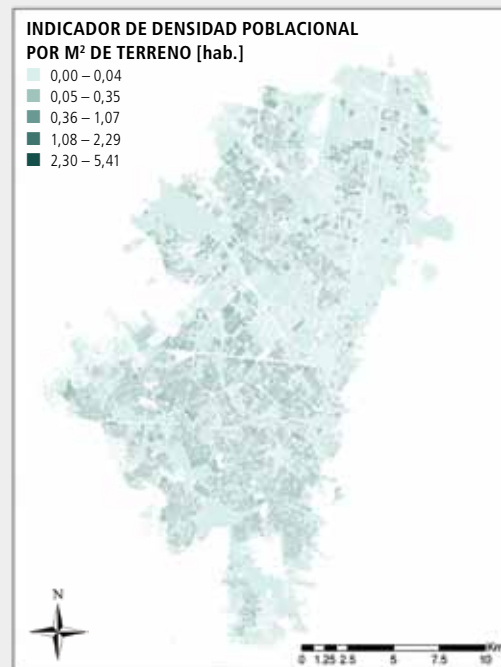 INDICADOR DE DENSIDAD POBLACIONAL
POR M² DE TERRENO [hab.]
0,00 – 0,04
0,05 – 0,35
0,36 – 1,07
1,08 – 2,29
2,30 – 5,41
N
0 1.25 2.5 5 7.5 10